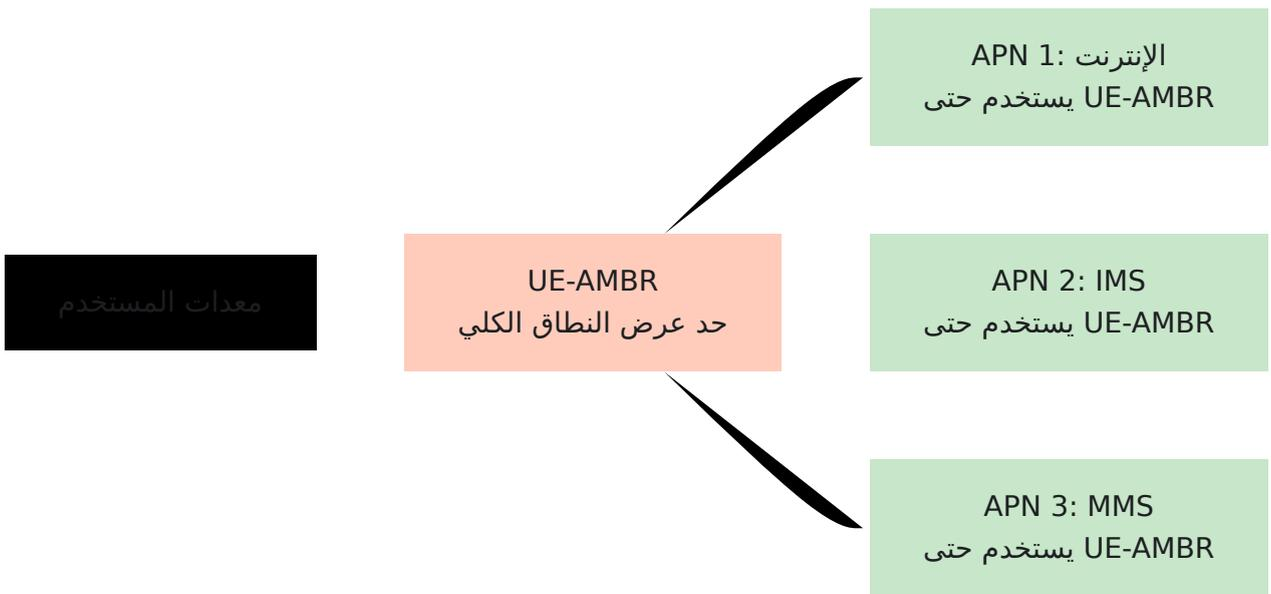 APN 1: الإنترنت
يستخدم حتى UE-AMBR
معدات المستخدم
UE-AMBR
حد عرض النطاق الكلي
APN 2: IMS
يستخدم حتى UE-AMBR
APN 3: MMS
يستخدم حتى UE-AMBR